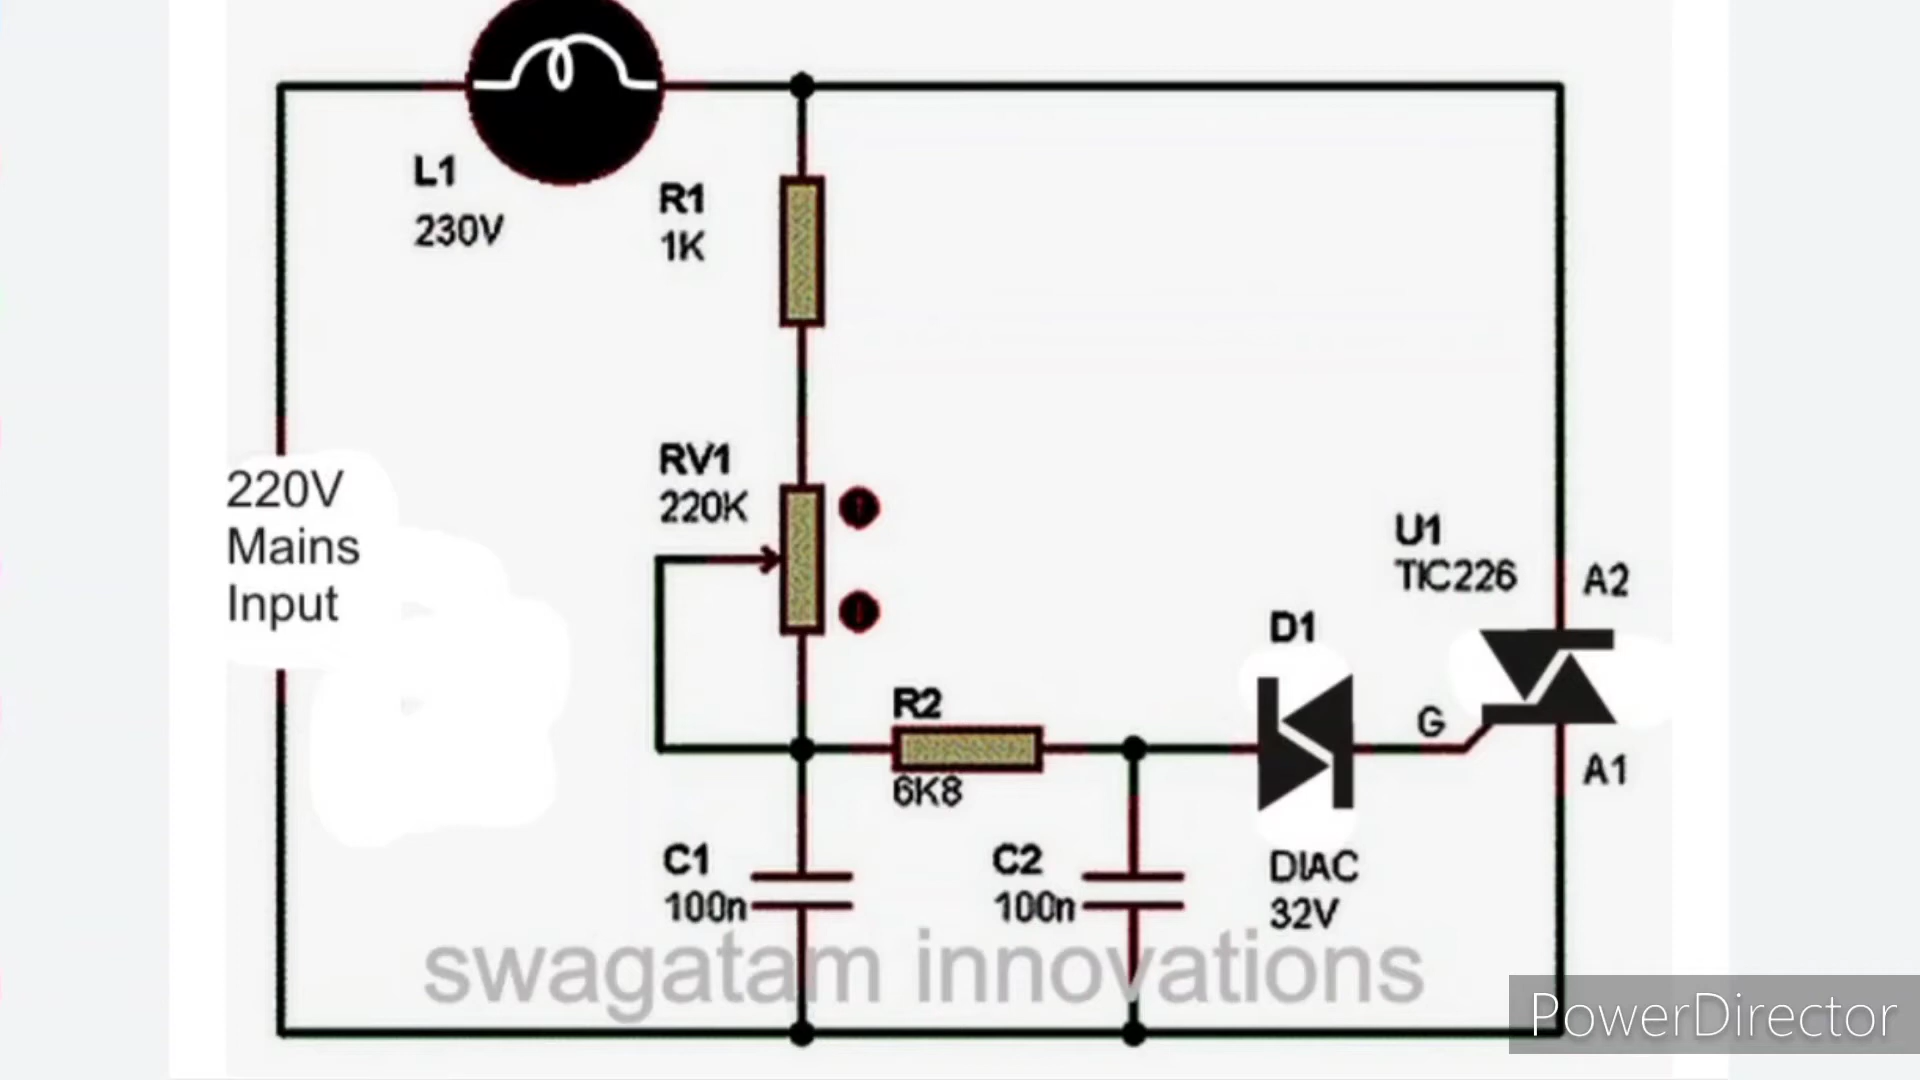 L1
230V
R1
1K
RV1
220K
220V
Mains
Input
U1
TIC226
A2
D1
R2
6K8
G
A1
C1
100n
C2
100n
DIAC
32V
swagatam innovations
PowerDirector